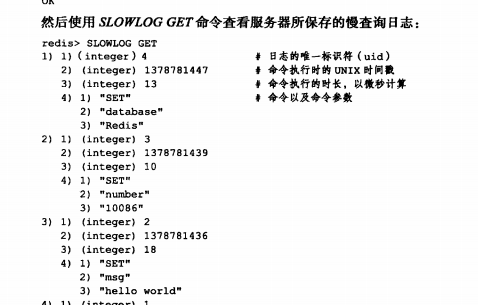 OK
然后使用 SLOWLOG GET 命令查看服务器所保存的慢查询日志：
redis> SLOWLOG GET
1) 1) (integer) 4 # 日志的唯一标识符（uid）
2) (integer) 1378781447 # 命令执行时的 UNIX 时间戳
3) (integer) 13 # 命令执行的时长，以微秒计算
4) 1) "SET" # 命令以及命令参数
2) "database"
3) "Redis"
2) 1) (integer) 3
2) (integer) 1378781439
3) (integer) 10
4) 1) "SET"
2) "number"
3) "10086"
3) 1) (integer) 2
2) (integer) 1378781436
3) (integer) 18
4) 1) "SET"
2) "msg"
3) "hello world"
4) 1) (integer) 1